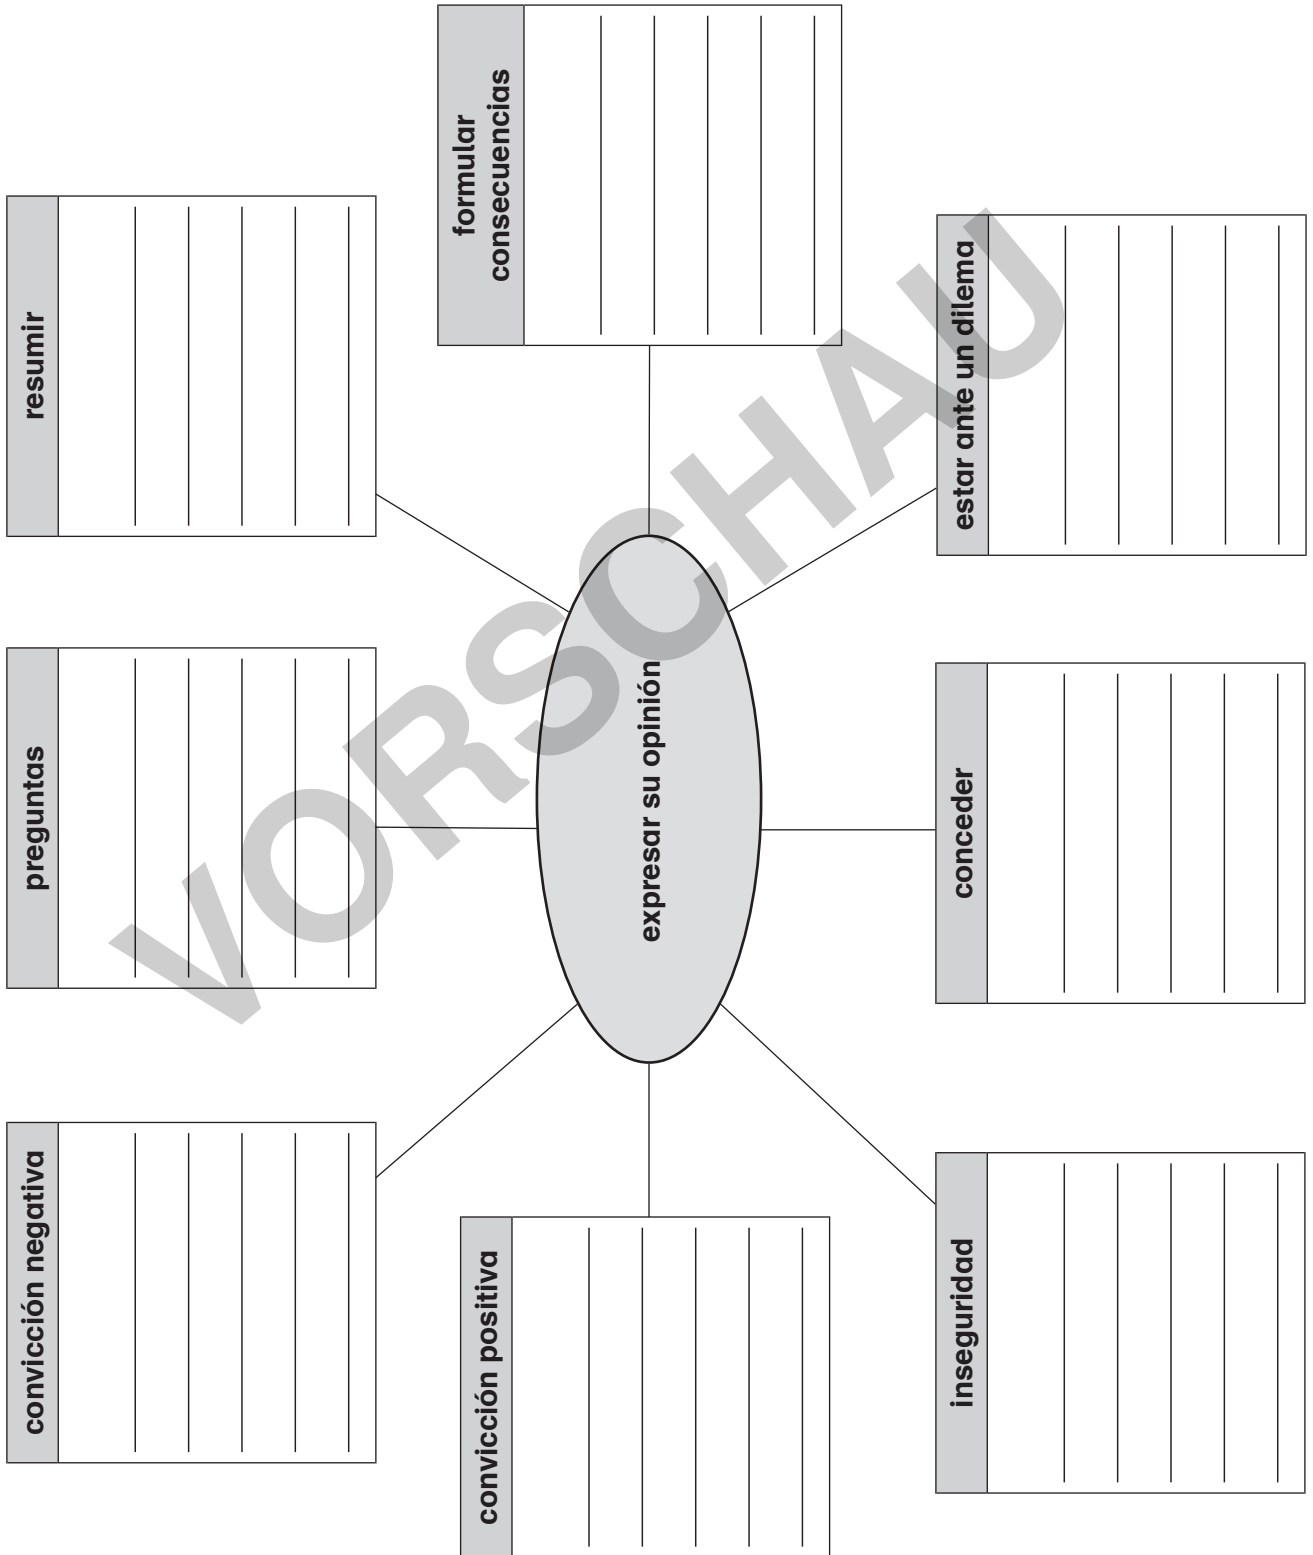 convicción negativa
preguntas
resumir
convicción positiva
expresar su opinión
formular
consecuencias
inseguridad
conceder
estar ante un dilema
VORSCHAU